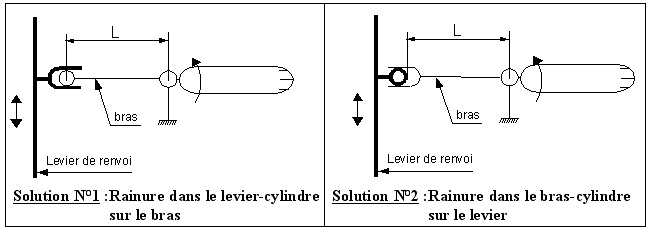 L
bras
Levier de renvoi
Solution N°1 :Rainure dans le levier-cylindre
sur le bras
L
bras
Levier de renvoi
Solution N°2 :Rainure dans le bras-cylindre
sur le levier